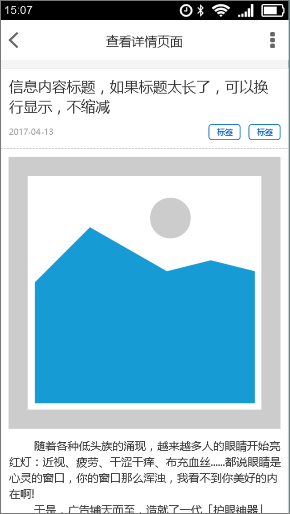 15:07
查看详情页面
信息内容标题，如果标题太长了，可以换
行显示，不缩减
2017-04-13
标签 标签
随着各种低头族的涌现，越来越多人的眼睛开始亮
红灯：近视、疲劳、干涩干痒、布充血丝......都说眼睛是
心灵的窗口，你的窗口那么浑浊，我看不到你美好的内
在啊!
于是，广告铺天而至，造就了一代「护眼神器」